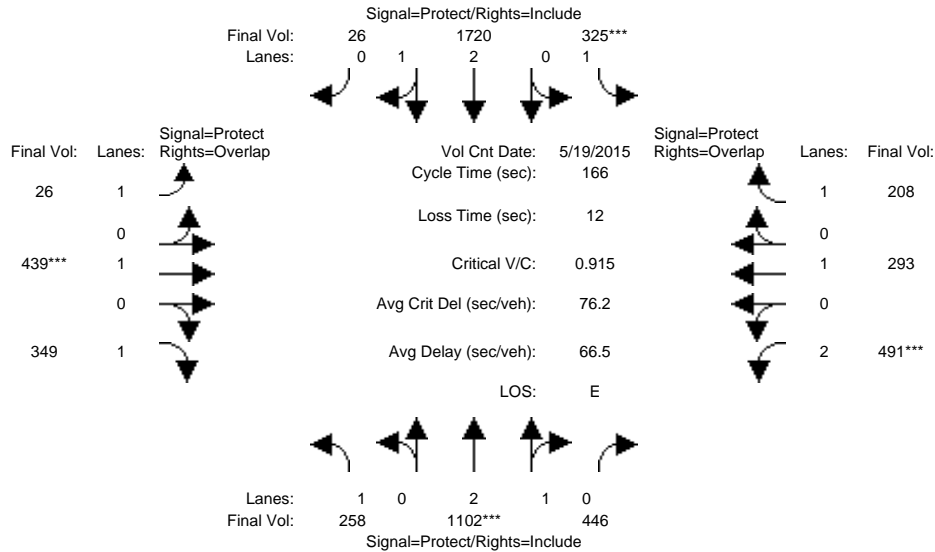 Signal=Protect/Rights=Include
Final Vol: 26 1720 325***
Lanes: 0 1 2 0 1
Signal=Protect
Final Vol: Lanes: Rights=Overlap
Vol Cnt Date: 5/19/2015
Signal=Protect
Rights=Overlap Lanes: Final Vol:
Cycle Time (sec): 166
26 1
1 208
Loss Time (sec): 12
0
0
439*** 1
Critical V/C: 0.915
1 293
0
Avg Crit Del (sec/veh): 76.2
0
349 1
Avg Delay (sec/veh): 66.5
2 491***
LOS: E
Lanes: 1 0 2 1 0
Final Vol: 258 1102*** 446
Signal=Protect/Rights=Include